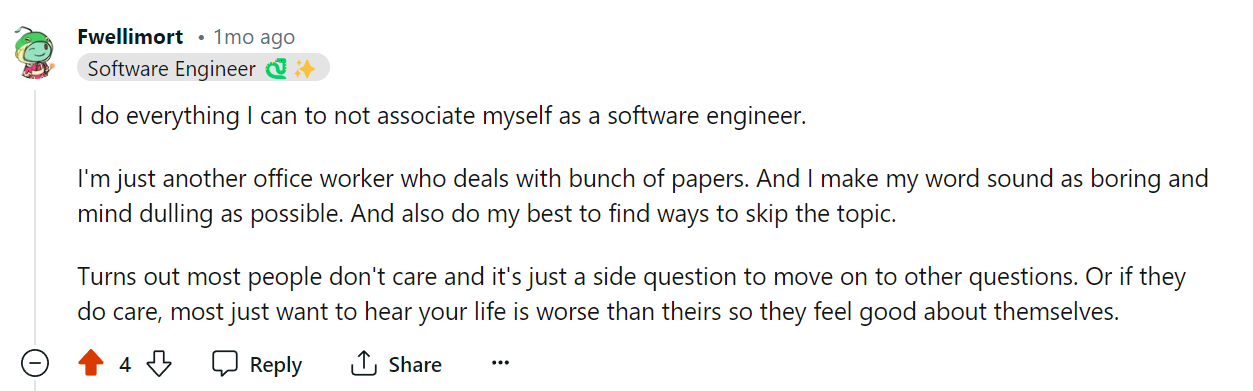 Fwellimort • 1mo ago
Software Engineer
I do everything I can to not associate myself as a software engineer.
I'm just another office worker who deals with bunch of papers. And I make my word sound as boring and
mind dulling as possible. And also do my best to find ways to skip the topic.
Turns out most people don't care and it's just a side question to move on to other questions. Or if they
do care, most just want to hear your life is worse than theirs so they feel good about themselves.
4 Reply Share ...